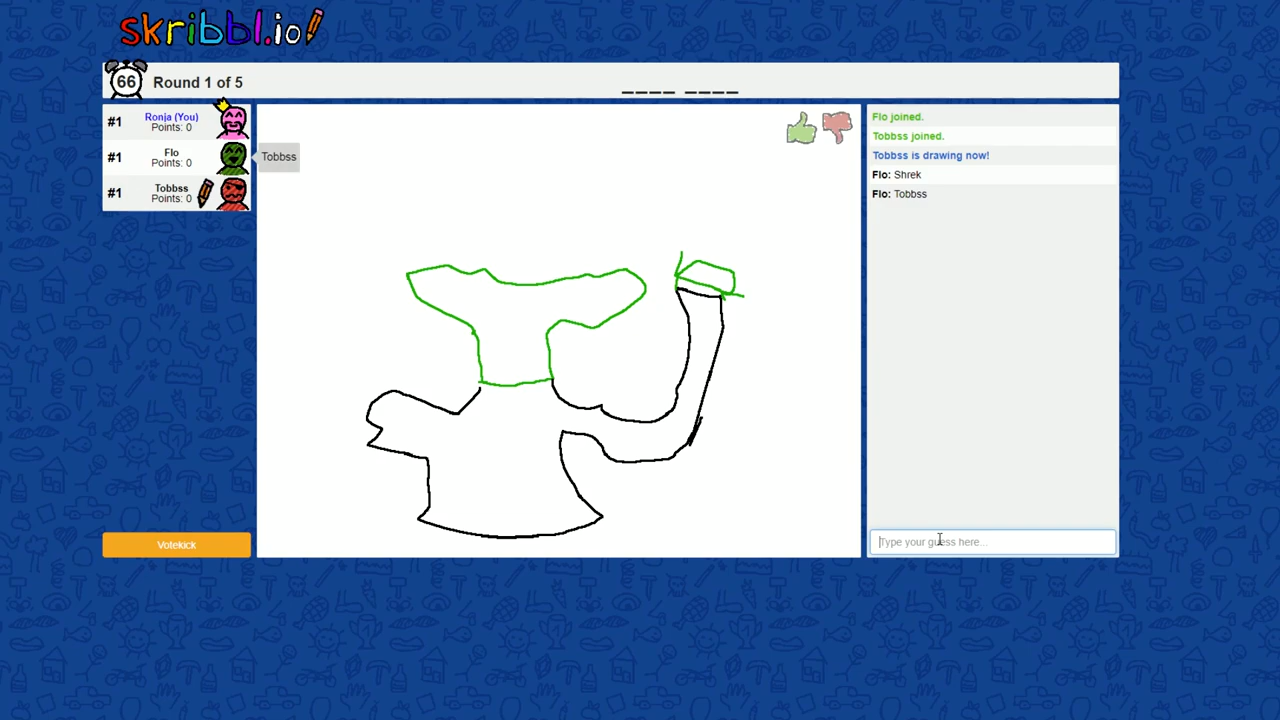 skribbl.io
66 Round 1 of 5
____ ____
#1 Ronja (You)
Points: 0
#1 Flo
Points: 0
Tobbss
#1 Tobbss
Points: 0
Votekick
Flo joined.
Tobbss joined.
Tobbss is drawing now!
Flo: Shrek
Flo: Tobbss
Type your guess here...